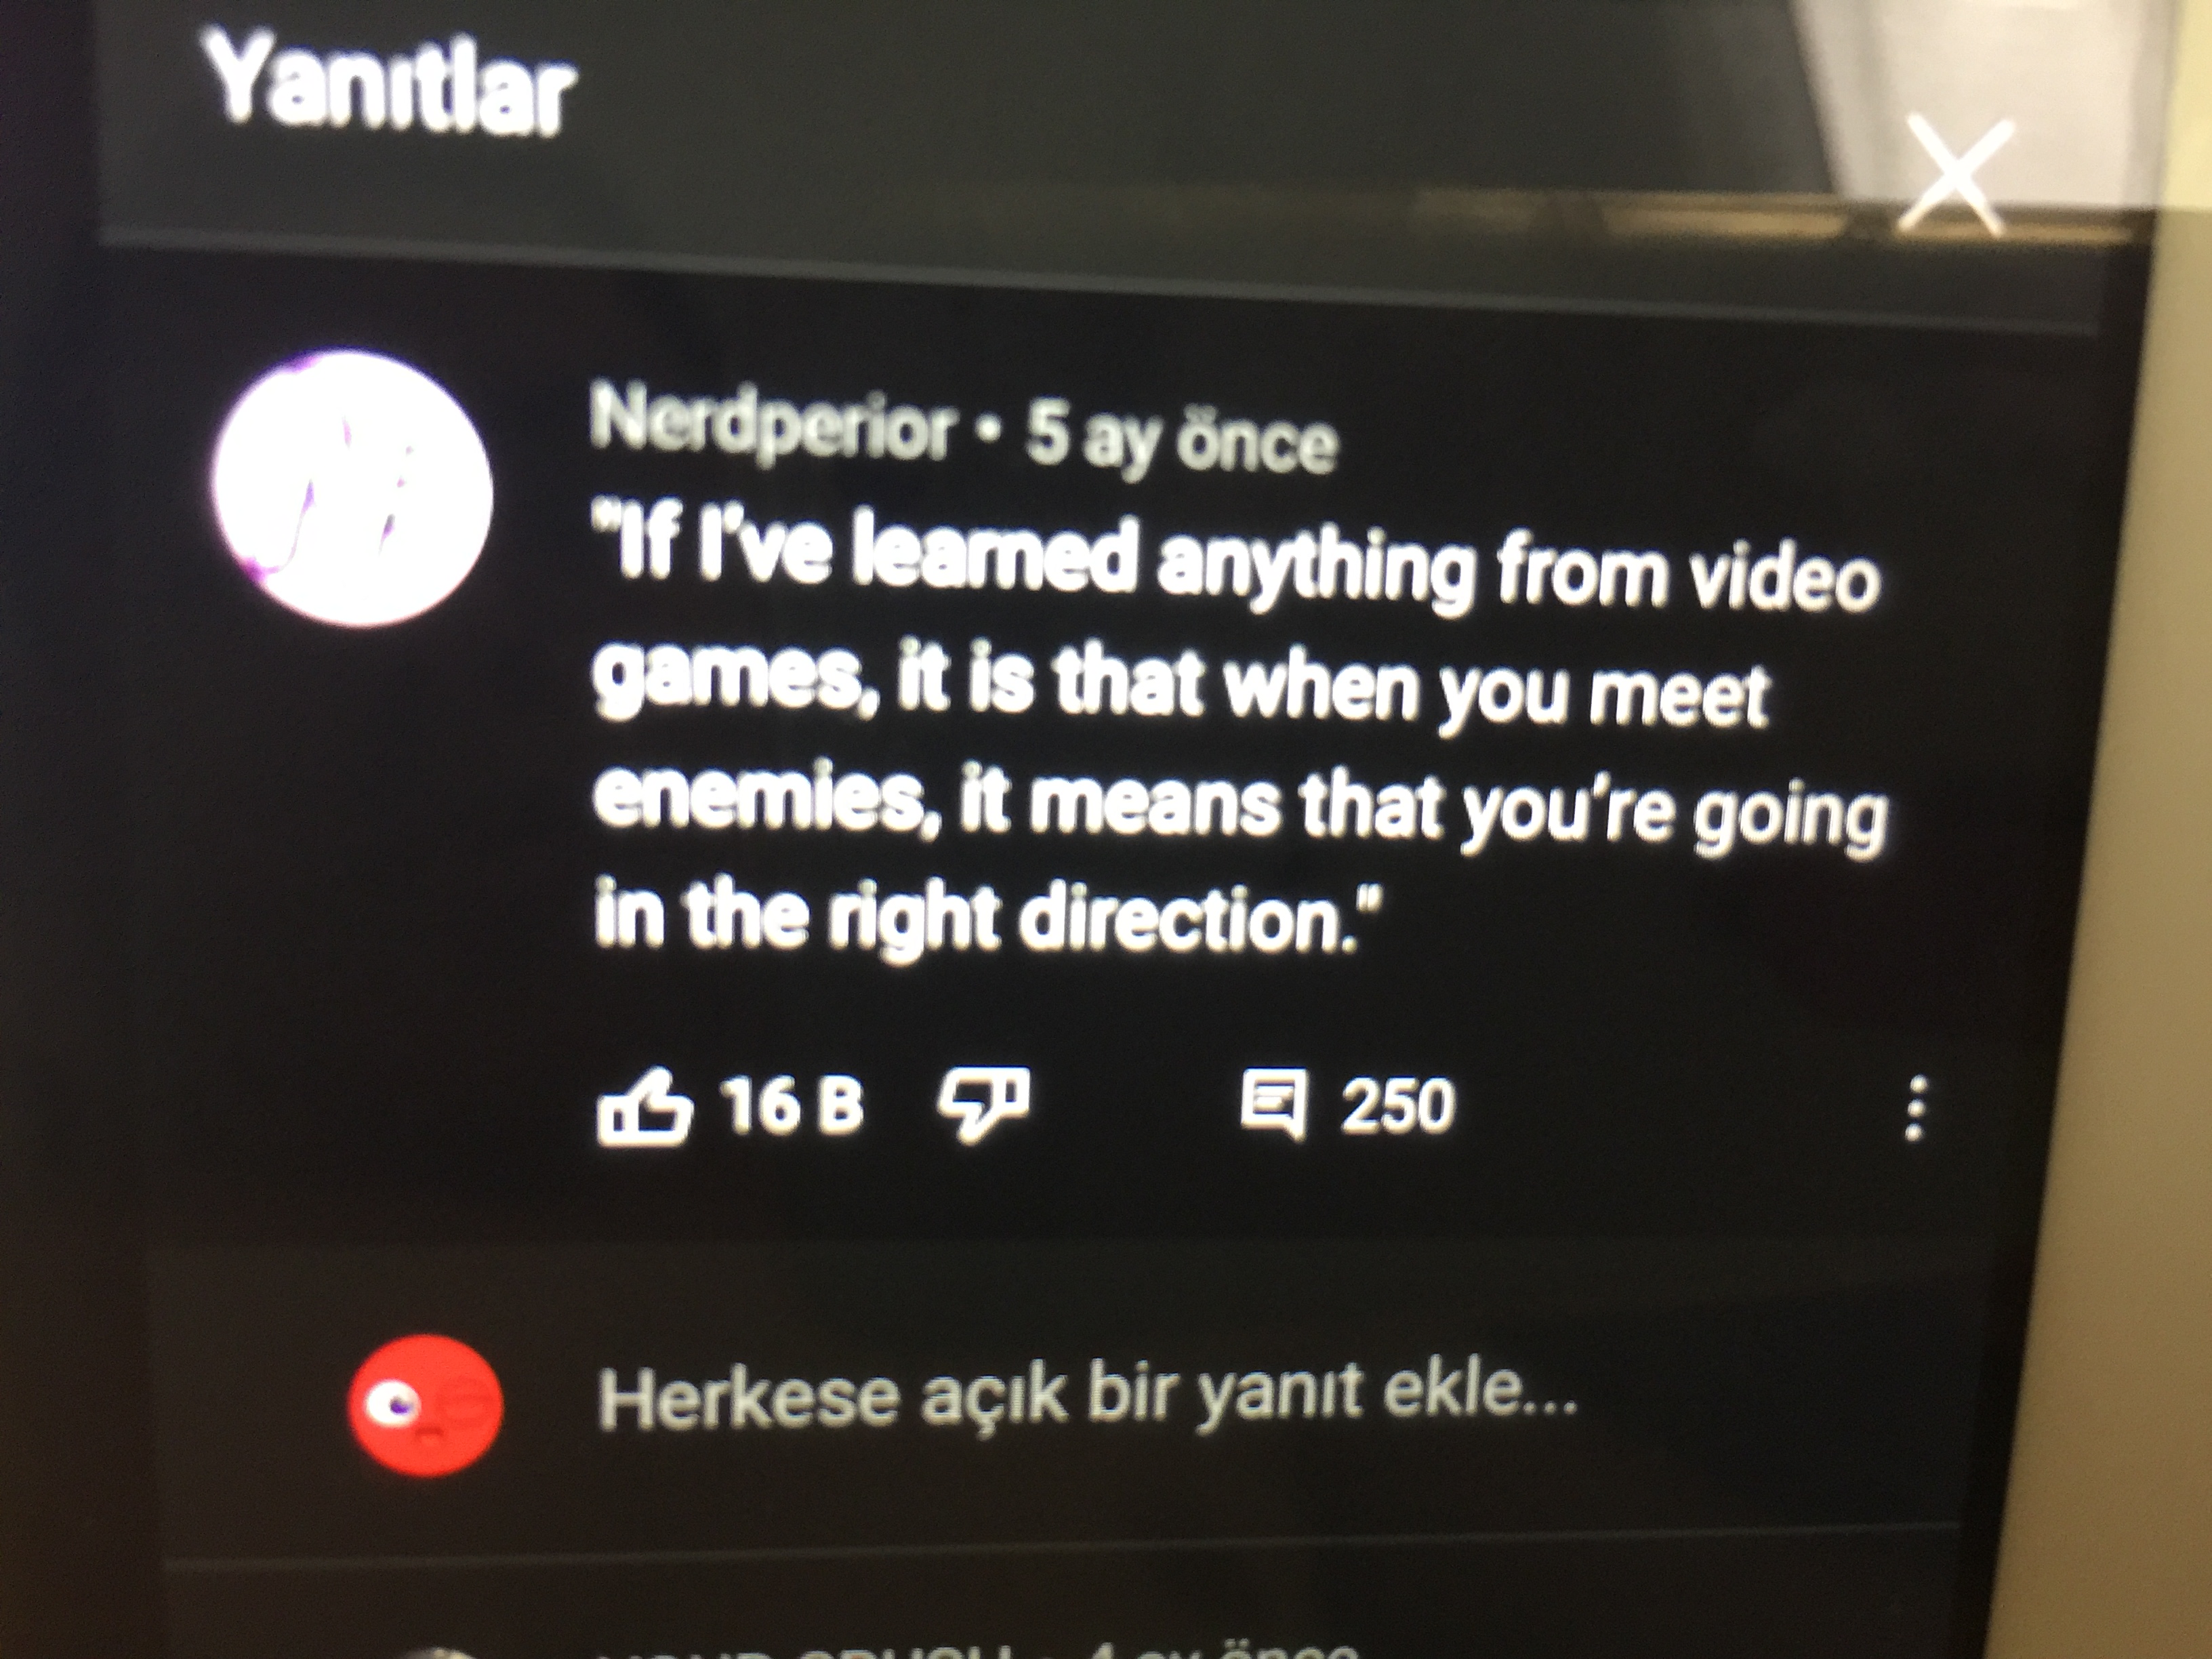 Yanıtlar
Nerdperior • 5 ay önce
"If I've learned anything from video
games, it is that when you meet
enemies, it means that you're going
in the right direction."
16 B 250
Herkese açık bir yanıt ekle...
4 ay önce